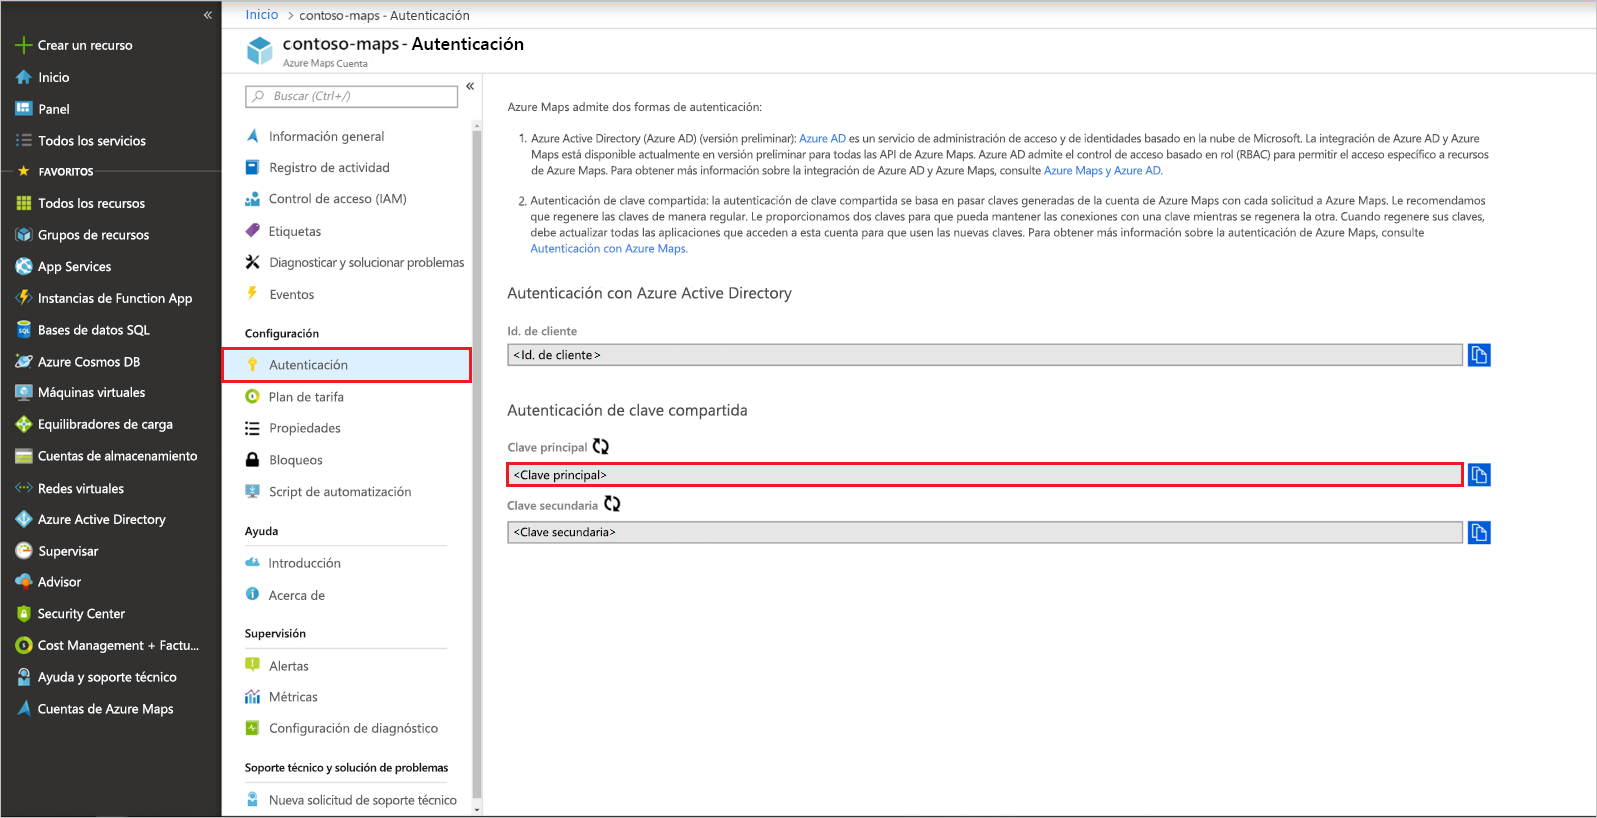 «
Crear un recurso
Inicio
Panel
Todos los servicios
FAVORITOS
Todos los recursos
Grupos de recursos
App Services
Instancias de Function App
Bases de datos SQL
Azure Cosmos DB
Máquinas virtuales
Equilibradores de carga
Cuentas de almacenamiento
Redes virtuales
Azure Active Directory
Supervisar
Advisor
Security Center
Cost Management + Factu...
Ayuda y soporte técnico
Cuentas de Azure Maps
Inicio > contoso-maps - Autenticación
contoso-maps - Autenticación
Azure Maps Cuenta
Buscar (Ctrl+/)
«
Información general
Registro de actividad
Control de acceso (IAM)
Etiquetas
Diagnosticar y solucionar problemas
Eventos
Configuración
Autenticación
Plan de tarifa
Propiedades
Bloqueos
Script de automatización
Ayuda
Introducción
Acerca de
Supervisión
Alertas
Métricas
Configuración de diagnóstico
Soporte técnico y solución de problemas
Nueva solicitud de soporte técnico
Azure Maps admite dos formas de autenticación:
1. Azure Active Directory (Azure AD) (versión preliminar): Azure AD es un servicio de administración de acceso y de identidades basado en la nube de Microsoft. La integración de Azure AD y Azure
Maps está disponible actualmente en versión preliminar para todas las API de Azure Maps. Azure AD admite el control de acceso basado en rol (RBAC) para permitir el acceso específico a recursos
de Azure Maps. Para obtener más información sobre la integración de Azure AD y Azure Maps, consulte Azure Maps y Azure AD.
2. Autenticación de clave compartida: la autenticación de clave compartida se basa en pasar claves generadas de la cuenta de Azure Maps con cada solicitud a Azure Maps. Le recomendamos
que regenere las claves de manera regular. Le proporcionamos dos claves para que pueda mantener las conexiones con una clave mientras se regenera la otra. Cuando regenere sus claves,
debe actualizar todas las aplicaciones que acceden a esta cuenta para que usen las nuevas claves. Para obtener más información sobre la autenticación de Azure Maps, consulte
Autenticación con Azure Maps.
Autenticación con Azure Active Directory
Id. de cliente
<Id. de cliente>
Autenticación de clave compartida
Clave principal
<Clave principal>
Clave secundaria
<Clave secundaria>